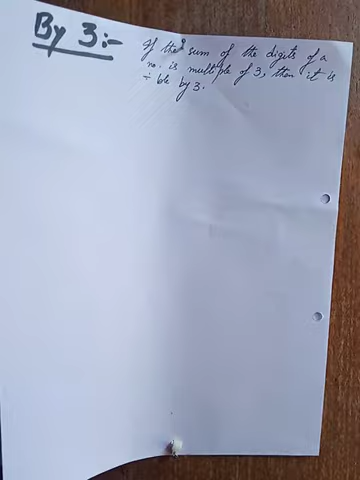 By 3:-
If the sum of the digits of a
no. is multiple of 3, then it is
÷ ble by 3.